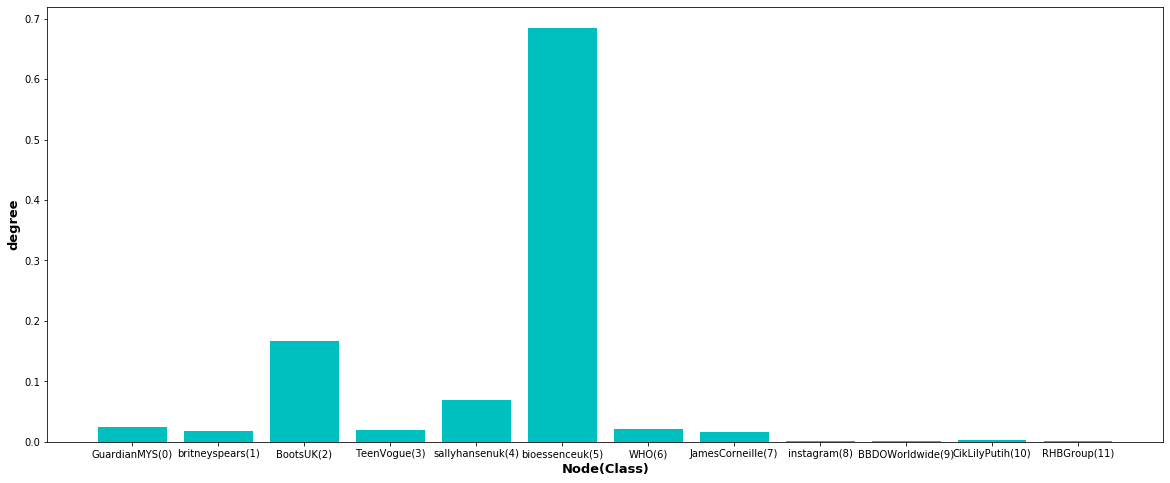 0.7
0.6
0.5
0.4
0.3
0.2
0.1
0.0
degree
GuardianMYS(0) britneyspears(1) BootsUK(2) TeenVogue(3) sallyhansenuk(4) bioessenceuk(5) WHO(6) JamesCorneille(7) instagram(8) BBDOWorldwide(9) CikLilyPutih(10) RHBGroup(11)
Node(Class)